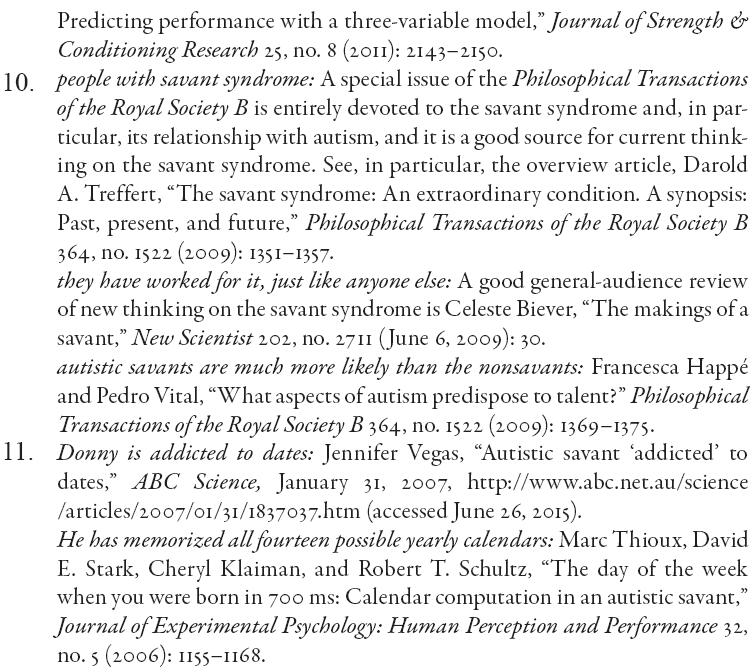 Predicting performance with a three-variable model,” Journal of Strength &
Conditioning Research 25, no. 8 (2011): 2143–2150.
10. people with savant syndrome: A special issue of the Philosophical Transactions
of the Royal Society B is entirely devoted to the savant syndrome and, in par-
ticular, its relationship with autism, and it is a good source for current think-
ing on the savant syndrome. See, in particular, the overview article, Darold
A. Treffert, “The savant syndrome: An extraordinary condition. A synopsis:
Past, present, and future,” Philosophical Transactions of the Royal Society B
364, no. 1522 (2009): 1351–1357.
they have worked for it, just like anyone else: A good general-audience review
of new thinking on the savant syndrome is Celeste Biever, “The makings of a
savant,” New Scientist 202, no. 2711 (June 6, 2009): 30.
autistic savants are much more likely than the nonsavants: Francesca Happé
and Pedro Vital, “What aspects of autism predispose to talent?” Philosophical
Transactions of the Royal Society B 364, no. 1522 (2009): 1369–1375.
11. Donny is addicted to dates: Jennifer Vegas, “Autistic savant ‘addicted’ to
dates,” ABC Science, January 31, 2007, http://www.abc.net.au/science
/articles/2007/01/31/1837037.htm (accessed June 26, 2015).
He has memorized all fourteen possible yearly calendars: Marc Thioux, David
E. Stark, Cheryl Klaiman, and Robert T. Schultz, “The day of the week
when you were born in 700 ms: Calendar computation in an autistic savant,”
Journal of Experimental Psychology: Human Perception and Performance 32,
no. 5 (2006): 1155–1168.